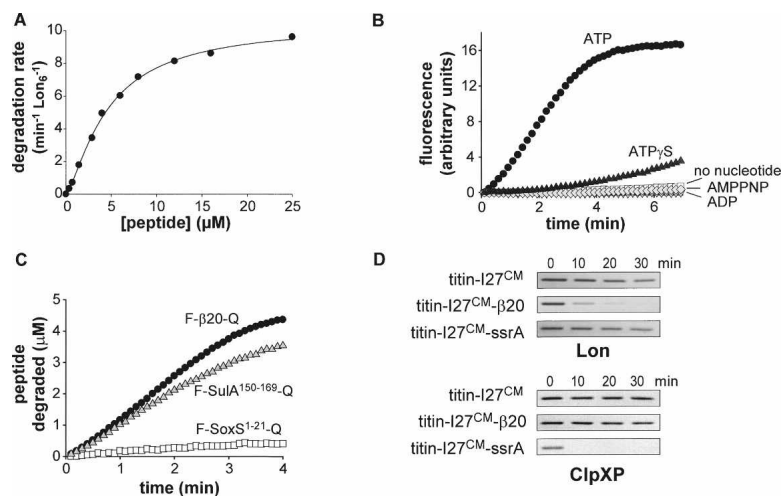 A
degradation rate
(min⁻¹ Lon₆⁻¹)
10
8
6
4
2
0
0
5
10
15
20
25
[peptide] (µM)
B
fluorescence
(arbitrary units)
16
12
8
4
0
0
2
4
6
time (min)
ATP
ATPγS
no nucleotide
AMPPNP
ADP
C
peptide
degraded (µM)
5
4
3
2
1
0
0
1
2
3
4
time (min)
F-β20-Q
F-SulA¹⁵⁰⁻¹⁶⁹-Q
F-SoxS¹⁻²¹-Q
D
0 10 20 30 min
titin-I27ᶜᴹ
titin-I27ᶜᴹ-β20
titin-I27ᶜᴹ-ssrA
Lon
0 10 20 30 min
titin-I27ᶜᴹ
titin-I27ᶜᴹ-β20
titin-I27ᶜᴹ-ssrA
ClpXP